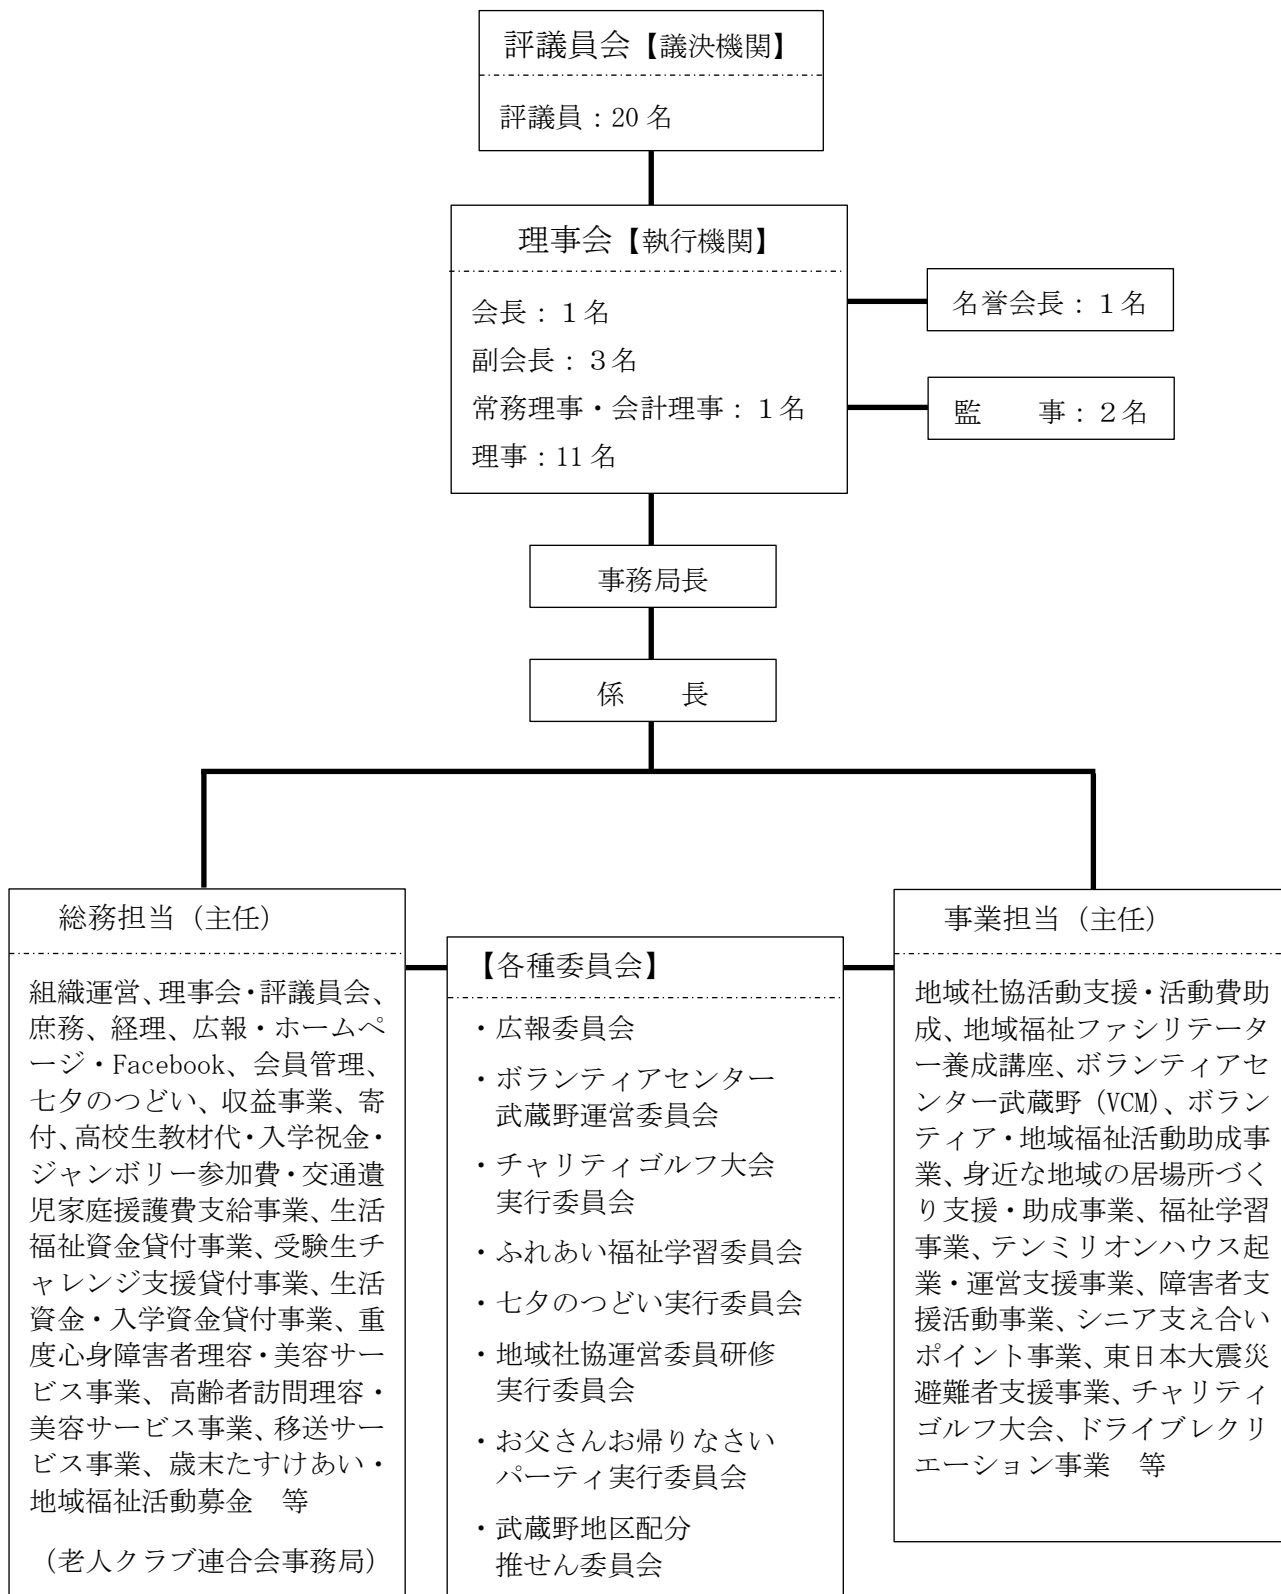 評議員会【議決機関】
評議員：20 名
理事会【執行機関】
会長：１名
副会長：３名
常務理事・会計理事：１名
理事：11 名
名誉会長：１名
監　　事：２名
事務局長
係　　長
総務担当（主任）
組織運営、理事会・評議員会、
庶務、経理、広報・ホームペ
ージ・Facebook、会員管理、
七夕のつどい、収益事業、寄
付、高校生教材代・入学祝金・
ジャンボリー参加費・交通遺
児家庭援護費支給事業、生活
福祉資金貸付事業、受験生チ
ャレンジ支援貸付事業、生活
資金・入学資金貸付事業、重
度心身障害者理容・美容サー
ビス事業、高齢者訪問理容・
美容サービス事業、移送サー
ビス事業、歳末たすけあい・
地域福祉活動募金　等
（老人クラブ連合会事務局）
【各種委員会】
・広報委員会
・ボランティアセンター
武蔵野運営委員会
・チャリティゴルフ大会
実行委員会
・ふれあい福祉学習委員会
・七夕のつどい実行委員会
・地域社協運営委員研修
実行委員会
・お父さんお帰りなさい
パーティ実行委員会
・武蔵野地区配分
推せん委員会
事業担当（主任）
地域社協活動支援・活動費助
成、地域福祉ファシリテータ
ー養成講座、ボランティアセ
ンター武蔵野（VCM）、ボラン
ティア・地域福祉活動助成事
業、身近な地域の居場所づく
り支援・助成事業、福祉学習
事業、テンミリオンハウス起
業・運営支援事業、障害者支
援活動事業、シニア支え合い
ポイント事業、東日本大震災
避難者支援事業、チャリティ
ゴルフ大会、ドライブレクリ
エーション事業　等